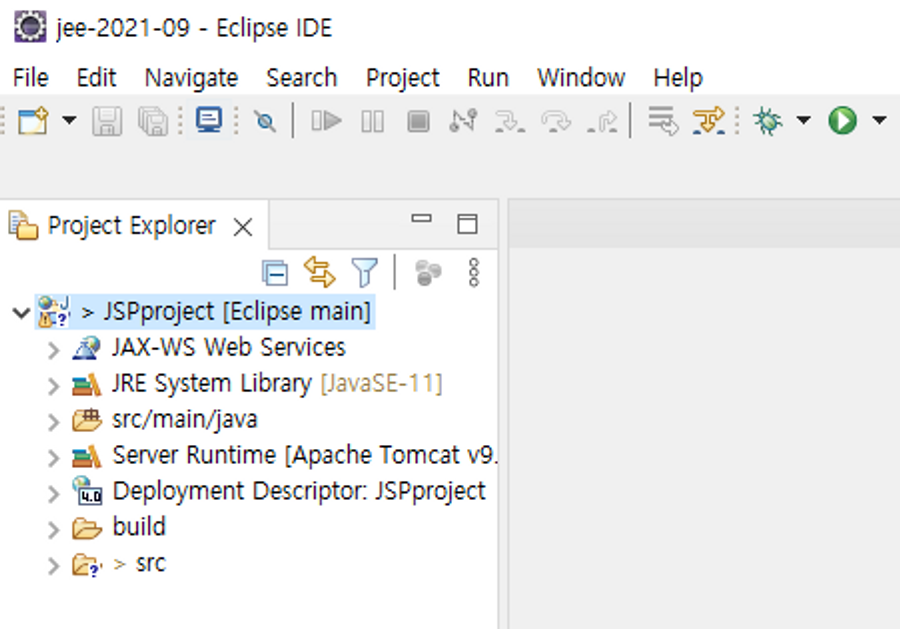 jee-2021-09 - Eclipse IDE
File Edit Navigate Search Project Run Window Help
Project Explorer
> JSPproject [Eclipse main]
JAX-WS Web Services
JRE System Library [JavaSE-11]
src/main/java
Server Runtime [Apache Tomcat v9.
4.0 Deployment Descriptor: JSPproject
build
> src